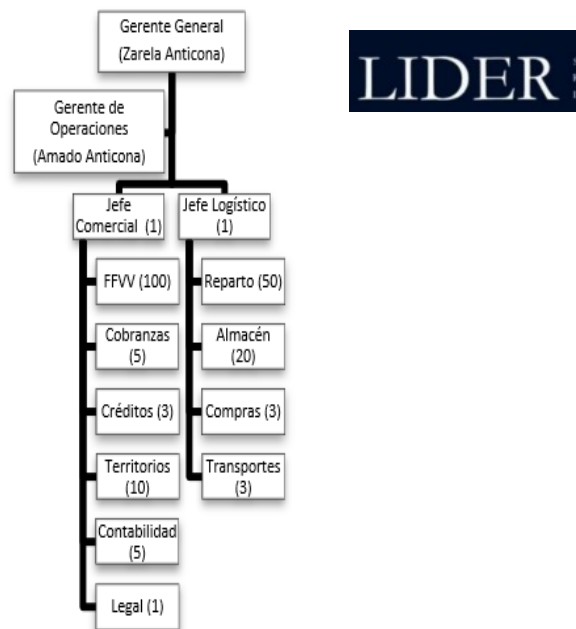 Gerente General
(Zarela Anticona)
LIDER
Gerente de
Operaciones
(Amado Anticona)
Jefe
Comercial (1)
Jefe Logístico
(1)
FFVV (100)
Reparto (50)
Cobranzas
(5)
Almacén
(20)
Créditos (3)
Compras (3)
Territorios
(10)
Transportes
(3)
Contabilidad
(5)
Legal (1)